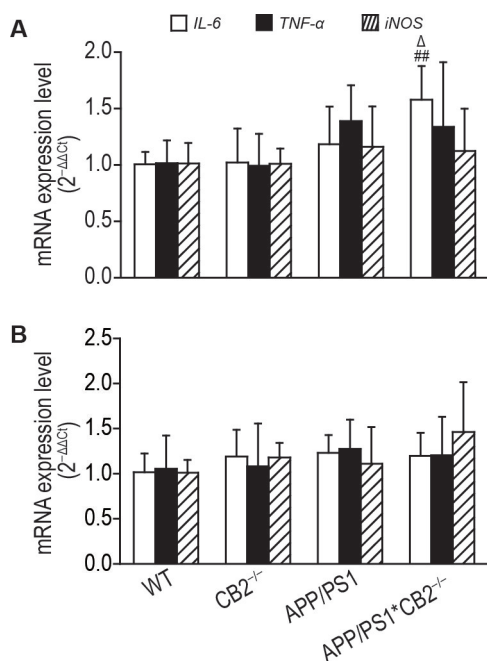 A
IL-6 TNF-α iNOS
mRNA expression level
(2⁻ΔΔCt)
2.0
1.5
1.0
0.5
0.0
Δ
##
B
mRNA expression level
(2⁻ΔΔCt)
2.5
2.0
1.5
1.0
0.5
0.0
WT
CB2⁻/⁻
APP/PS1
APP/PS1*CB2⁻/⁻